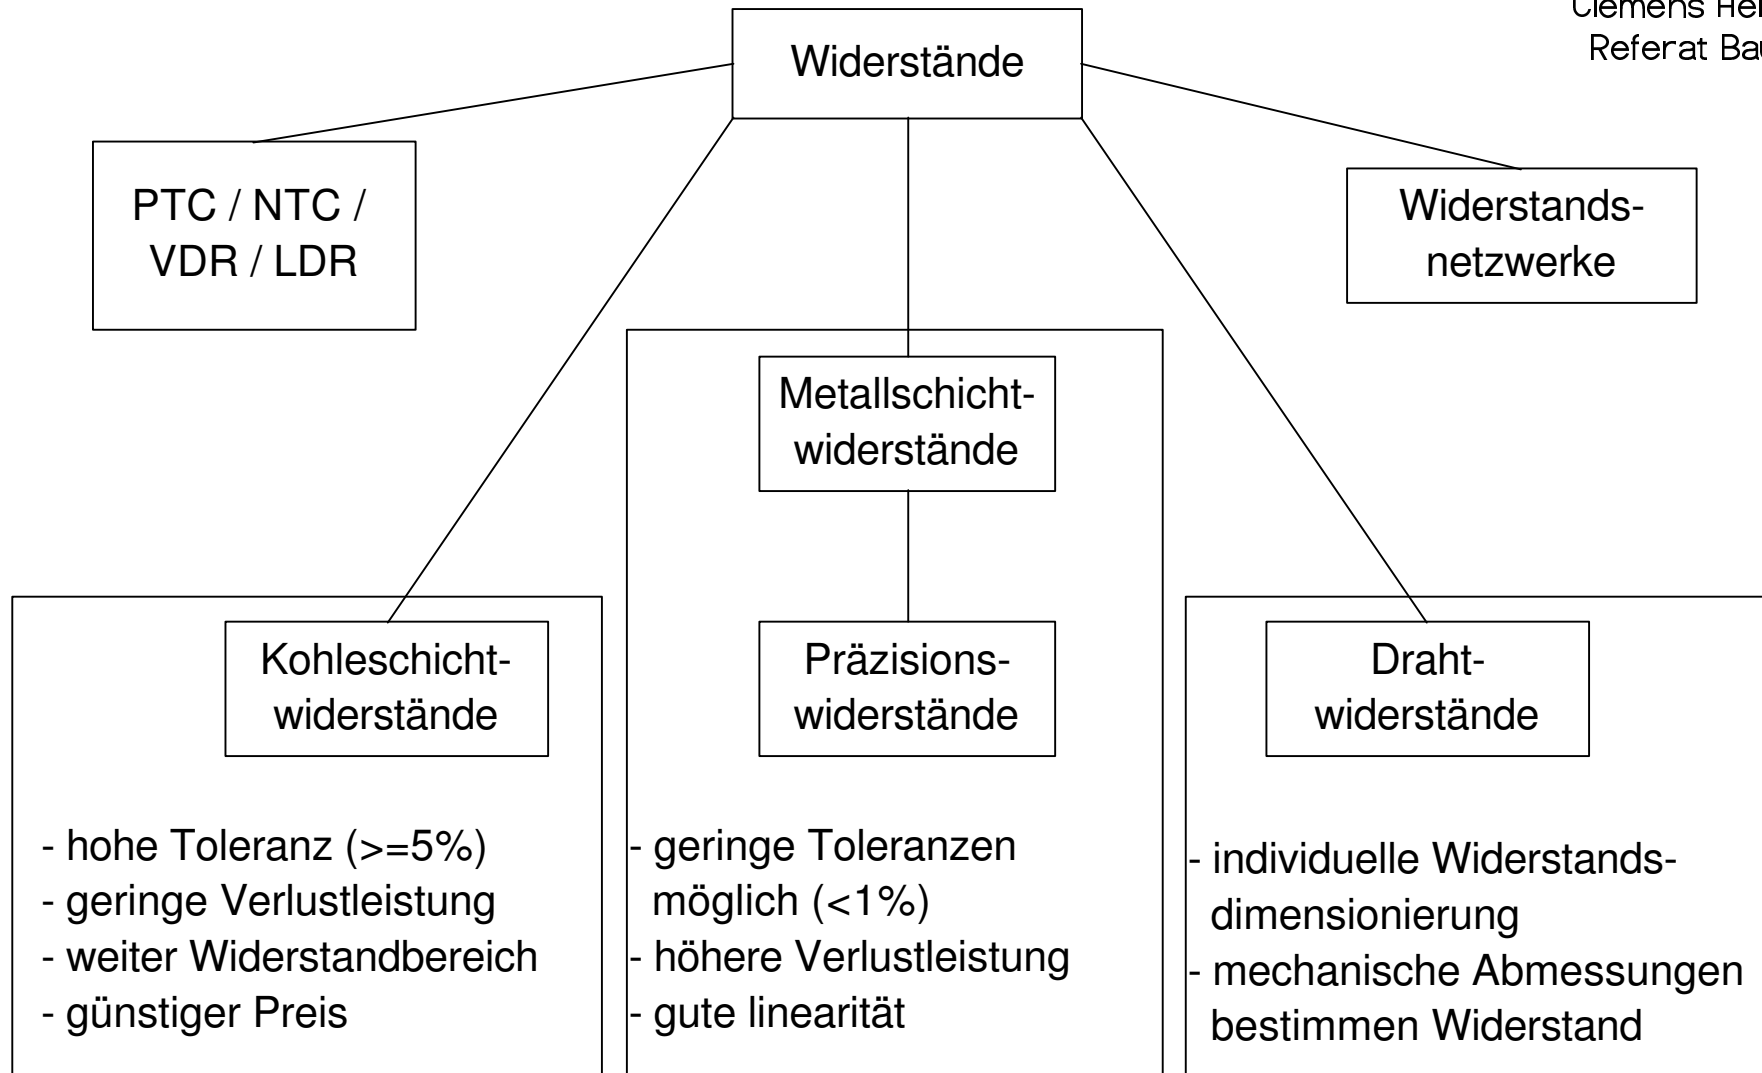 Clemens
Referat
Widerstände
PTC / NTC /
VDR / LDR
Widerstands-
netzwerke
Metallschicht-
widerstände
Kohleschicht-
widerstände
Präzisions-
widerstände
Draht-
widerstände
- hohe Toleranz (>=5%)
- geringe Verlustleistung
- weiter Widerstandbereich
- günstiger Preis
- geringe Toleranzen
möglich (<1%)
- höhere Verlustleistung
- gute linearität
- individuelle Widerstands-
dimensionierung
- mechanische Abmessungen
bestimmen Widerstand